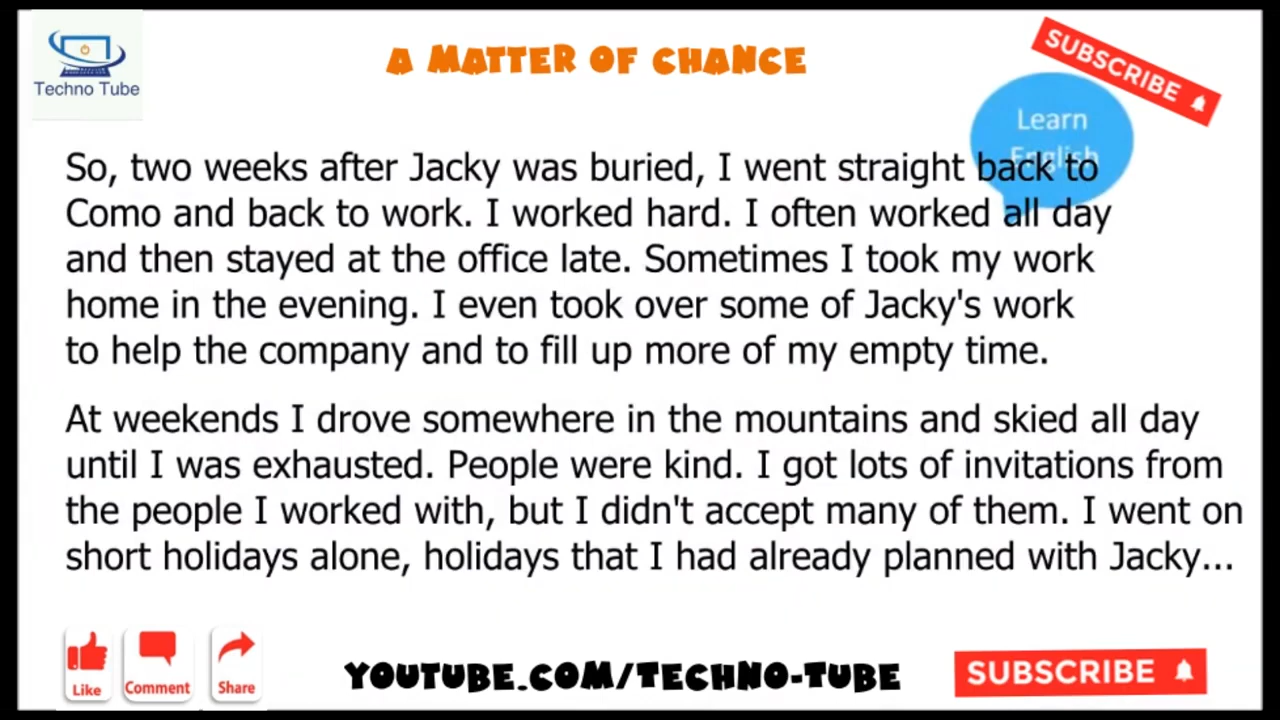 Techno Tube
A MATTER OF CHANCE
SUBSCRIBE
Learn
English
So, two weeks after Jacky was buried, I went straight back to
Como and back to work. I worked hard. I often worked all day
and then stayed at the office late. Sometimes I took my work
home in the evening. I even took over some of Jacky's work
to help the company and to fill up more of my empty time.
At weekends I drove somewhere in the mountains and skied all day
until I was exhausted. People were kind. I got lots of invitations from
the people I worked with, but I didn't accept many of them. I went on
short holidays alone, holidays that I had already planned with Jacky...
Like
Comment
Share
YOUTUBE.COM/TECHNO-TUBE
SUBSCRIBE